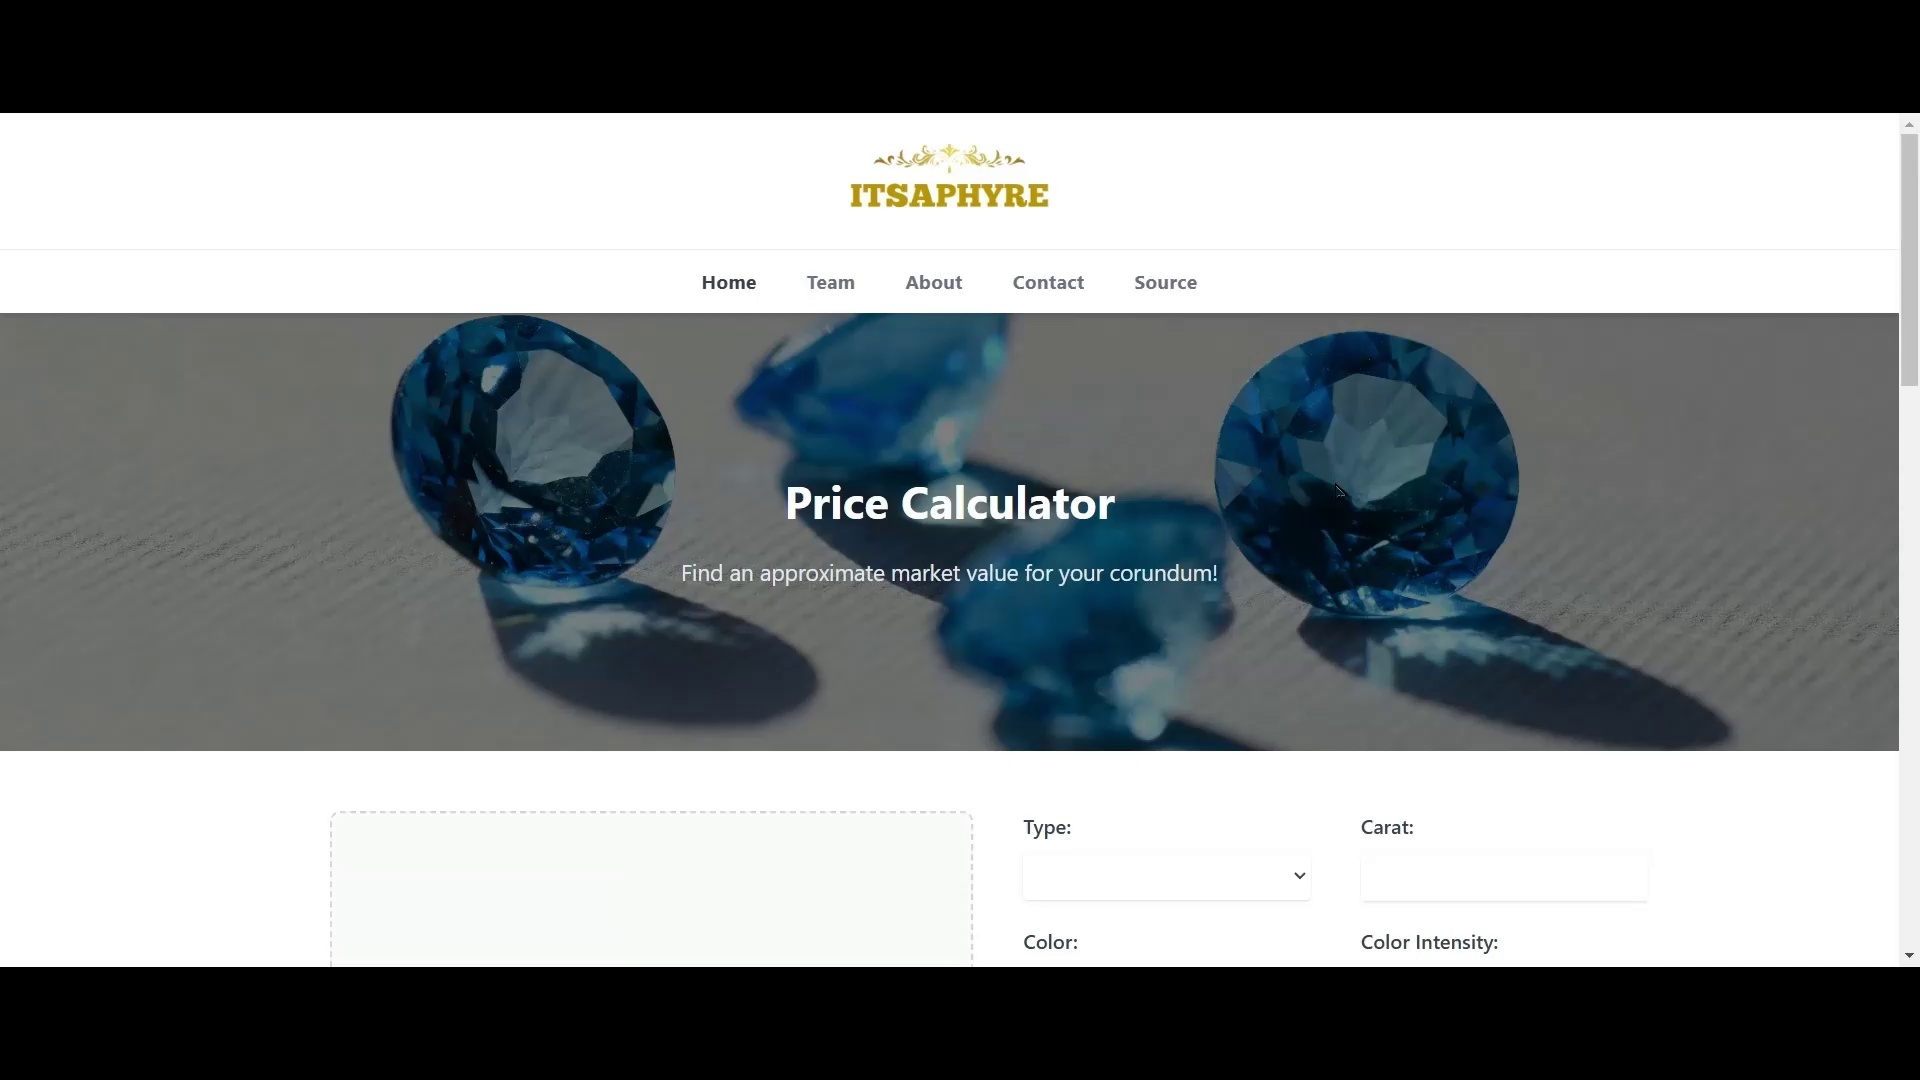 ITSAPHYRE
Home Team About Contact Source
Price Calculator
Find an approximate market value for your corundum!
Type: Carat:
Color: Color Intensity: